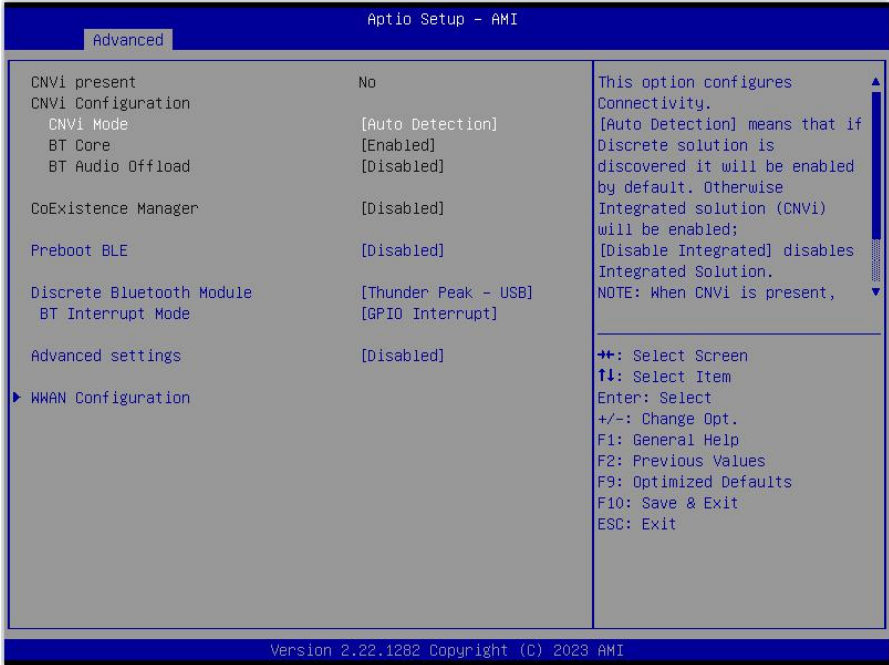 Aptio Setup – AMI
Advanced
CNVi present No
CNVi Configuration
CNVi Mode [Auto Detection]
BT Core [Enabled]
BT Audio Offload [Disabled]
CoExistence Manager [Disabled]
Preboot BLE [Disabled]
Discrete Bluetooth Module [Thunder Peak – USB]
BT Interrupt Mode [GPIO Interrupt]
Advanced settings [Disabled]
WWAN Configuration
This option configures
Connectivity.
[Auto Detection] means that if
Discrete solution is
discovered it will be enabled
by default. Otherwise
Integrated solution (CNVi)
will be enabled;
[Disable Integrated] disables
Integrated Solution.
NOTE: When CNVi is present,
→←: Select Screen
↑↓: Select Item
Enter: Select
+/-: Change Opt.
F1: General Help
F2: Previous Values
F9: Optimized Defaults
F10: Save & Exit
ESC: Exit
Version 2.22.1282 Copyright (C) 2023 AMI